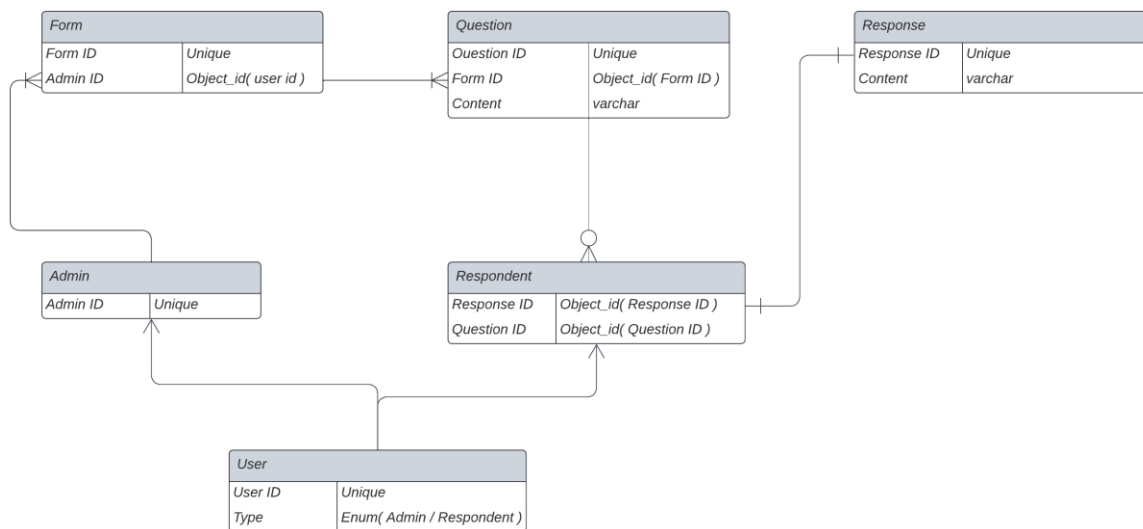 Form
Form ID Unique
Admin ID Object_id( user id )
Question
Ouestion ID Unique
Form ID Object_id( Form ID )
Content varchar
Response
Response ID Unique
Content varchar
Admin
Admin ID Unique
Respondent
Response ID Object_id( Response ID )
Question ID Object_id( Question ID )
User
User ID Unique
Type Enum( Admin / Respondent )